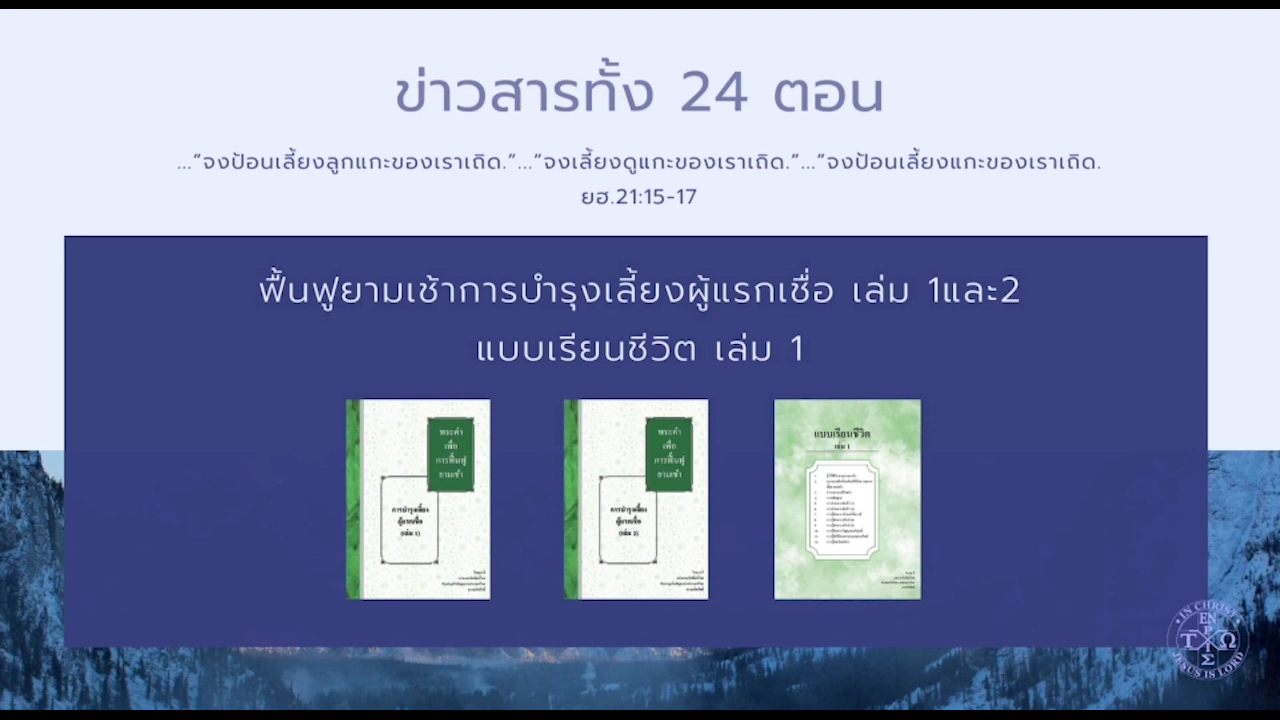 ข่าวสารทั้ง 24 ตอน
..."จงป้อนเลี้ยงลูกแกะของเราเถิด."..."จงเลี้ยงดูแกะของเราเถิด."..."จงป้อนเลี้ยงแกะของเราเถิด.
ยฮ.21:15-17
ฟื้นฟูยามเช้าการบำรุงเลี้ยงผู้แรกเชื่อ เล่ม 1และ2
แบบเรียนชีวิต เล่ม 1
พระคำ
เพื่อ
การฟื้นฟู
ยามเช้า
การบำรุงเลี้ยง
ผู้แรกเชื่อ
(เล่ม 1)
พระคำ
เพื่อ
การฟื้นฟู
ยามเช้า
การบำรุงเลี้ยง
ผู้แรกเชื่อ
(เล่ม 2)
แบบเรียนชีวิต
เล่ม 1
IN CHRIST
JESUS IS LORD